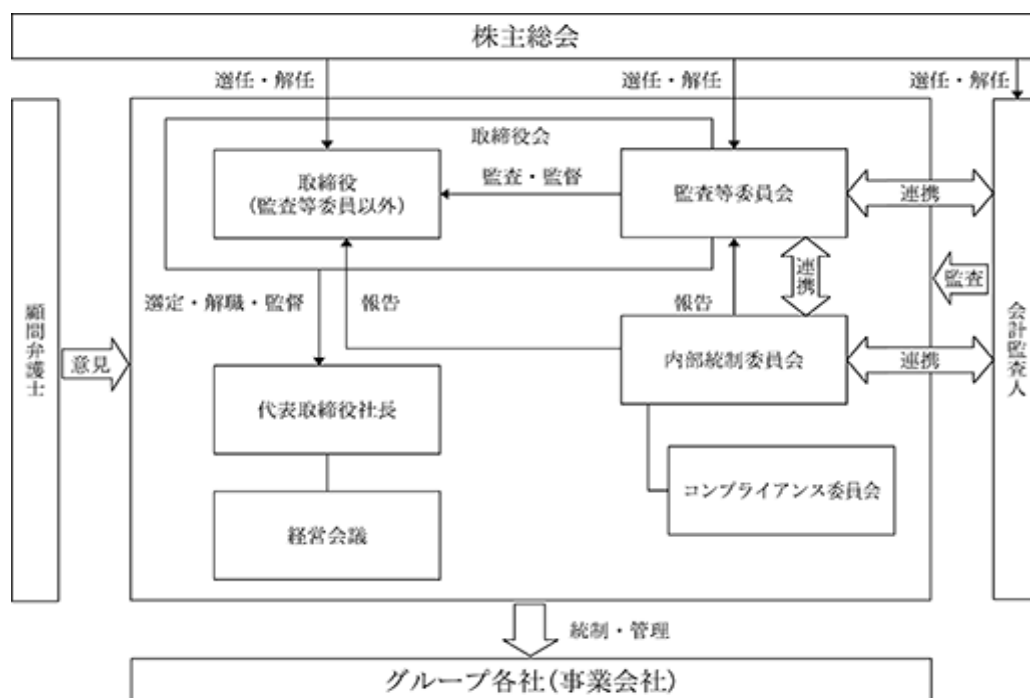 株主総会
選任・解任
選任・解任
選任・解任
取締役会
取締役
(監査等委員以外)
監査・監督
監査等委員会
連携
連携
監査
選定・解職・監督
報告
報告
顧問弁護士
意見
会計監査人
代表取締役社長
内部統制委員会
連携
コンプライアンス委員会
経営会議
統制・管理
グループ各社(事業会社)